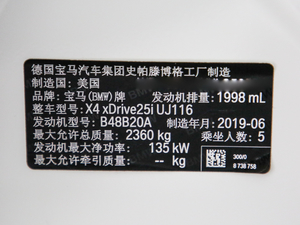 德国宝马汽车集团史帕滕博格工厂制造
制造国: 美国
品牌: 宝马(BMW)牌 发动机排量: 1998 mL
整车型号: X4 xDrive25i UJ116
发动机型号: B48B20A 制造年月: 2019-06
最大允许总质量: 2360 kg 乘坐人数: 5
最大净功率: 135 kW
最大允许牵引质量: -- kg
300/0
8 738 758